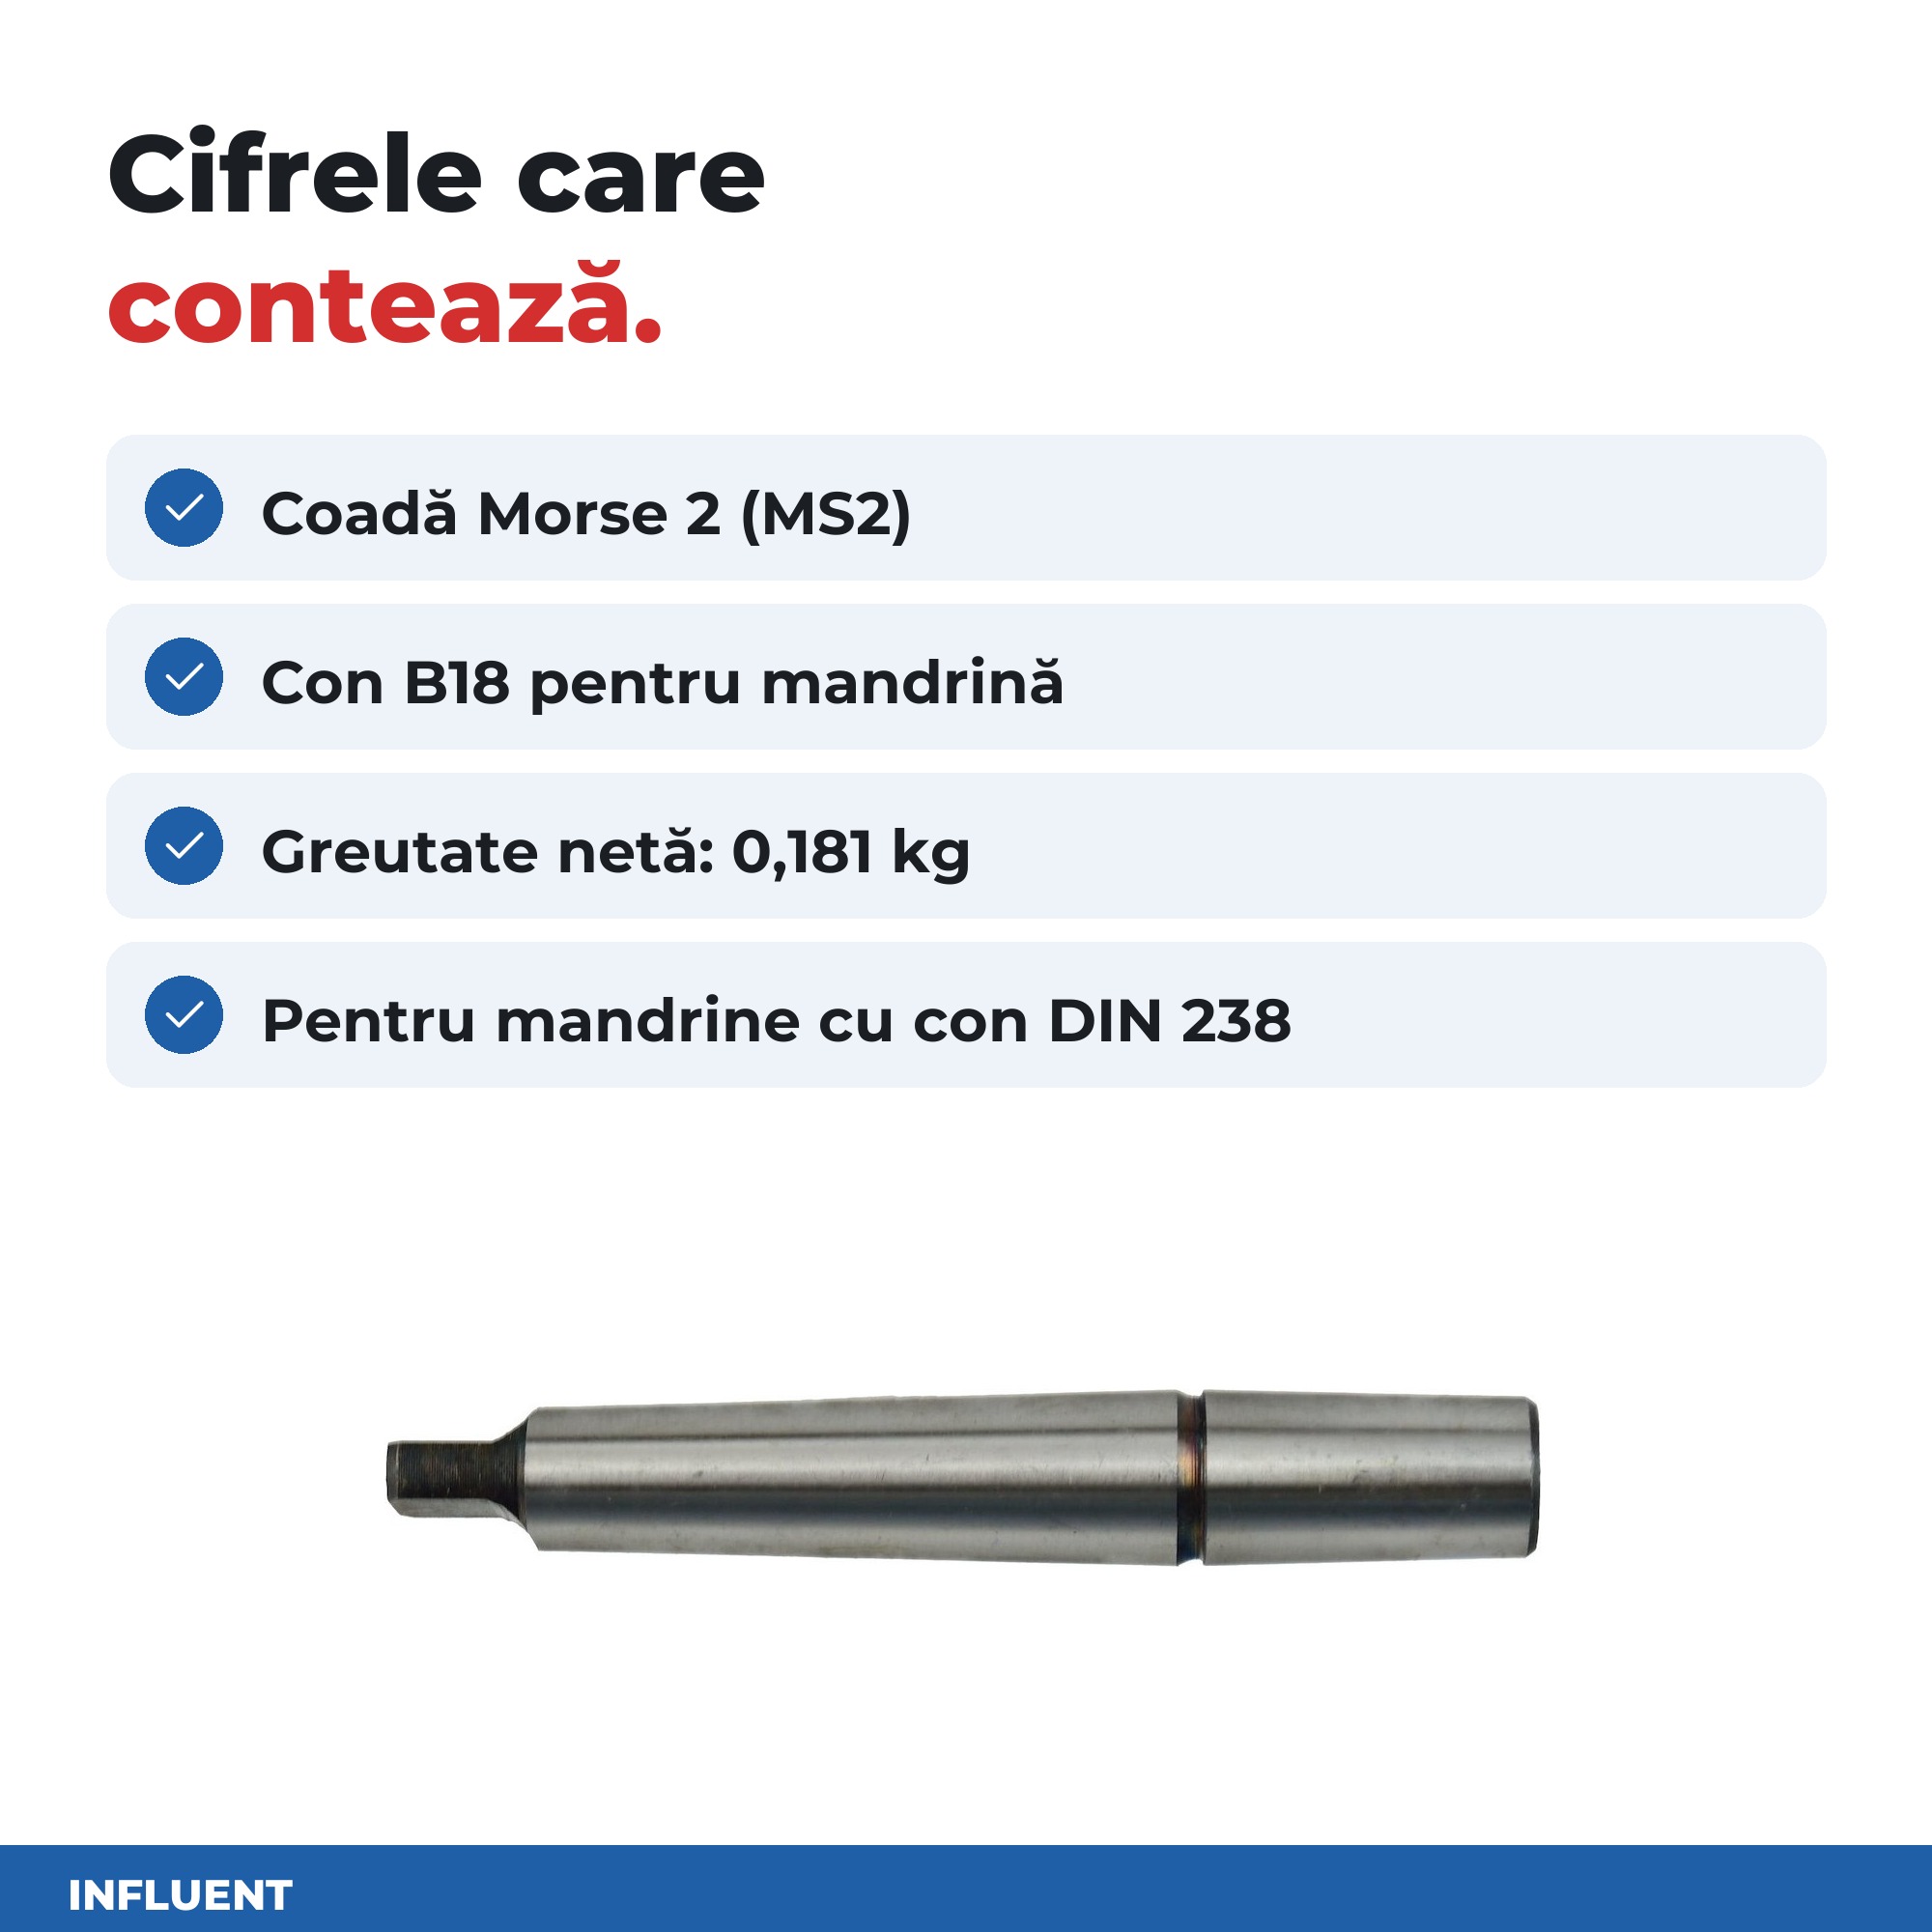 Cifrele care
contează.
Coadă Morse 2 (MS2)
Con B18 pentru mandrină
Greutate netă: 0,181 kg
Pentru mandrine cu con DIN 238
INFLUENT